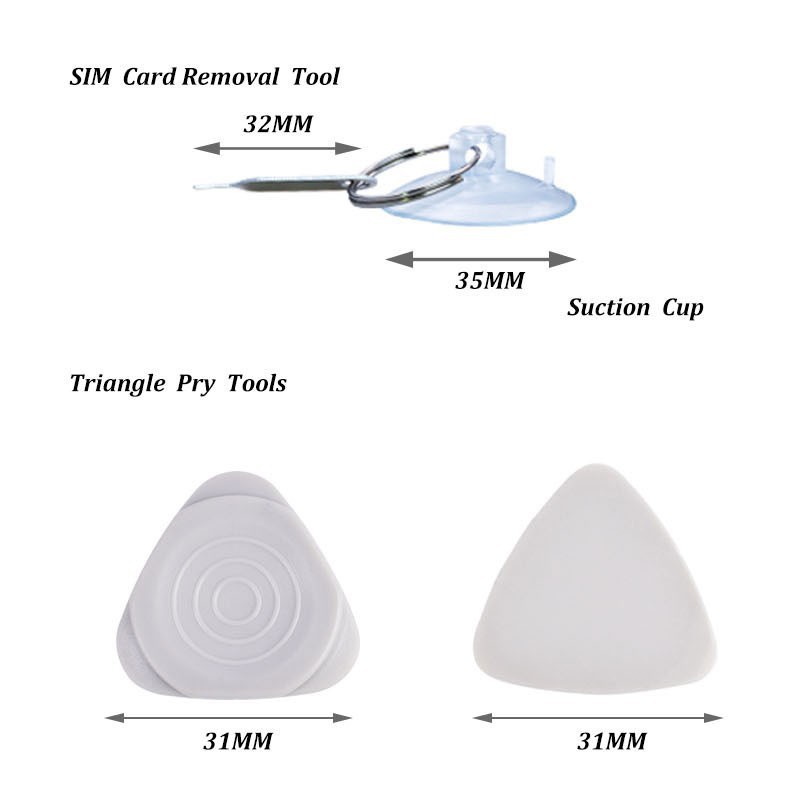 SIM Card Removal Tool
32MM
35MM
Suction Cup
Triangle Pry Tools
31MM
31MM